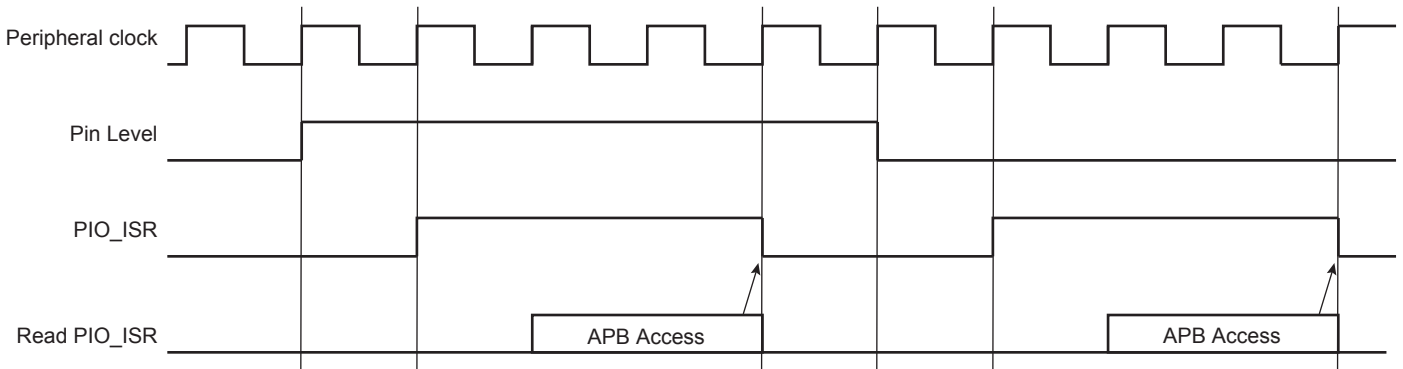 Peripheral clock
Pin Level
PIO_ISR
Read PIO_ISR
APB Access
APB Access